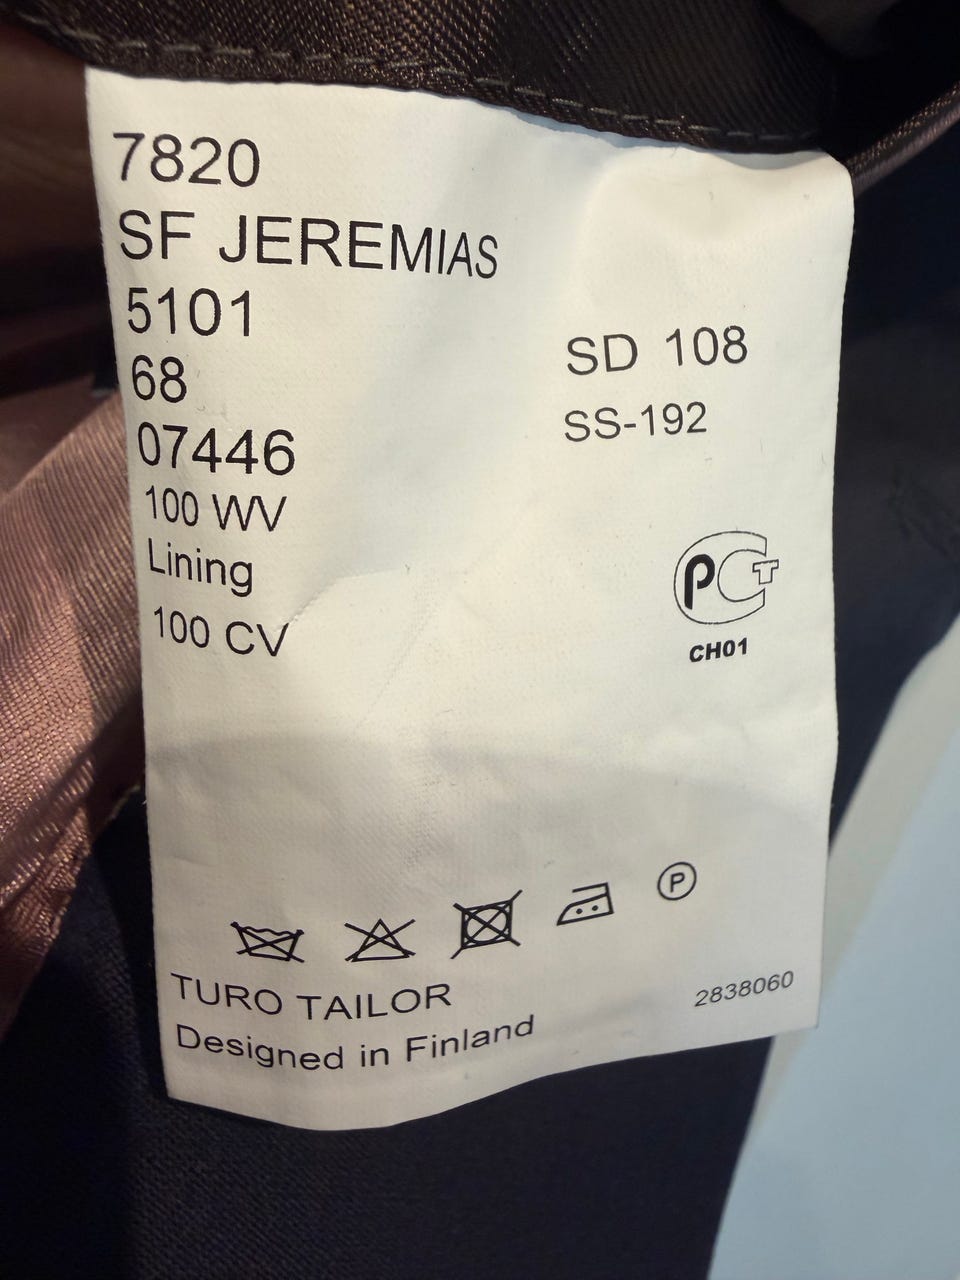 7820
SF JEREMIAS
5101
68
07446
100 WV
Lining
100 CV
SD 108
SS-192
PCT
CH01
P
TURO TAILOR
Designed in Finland
2838060